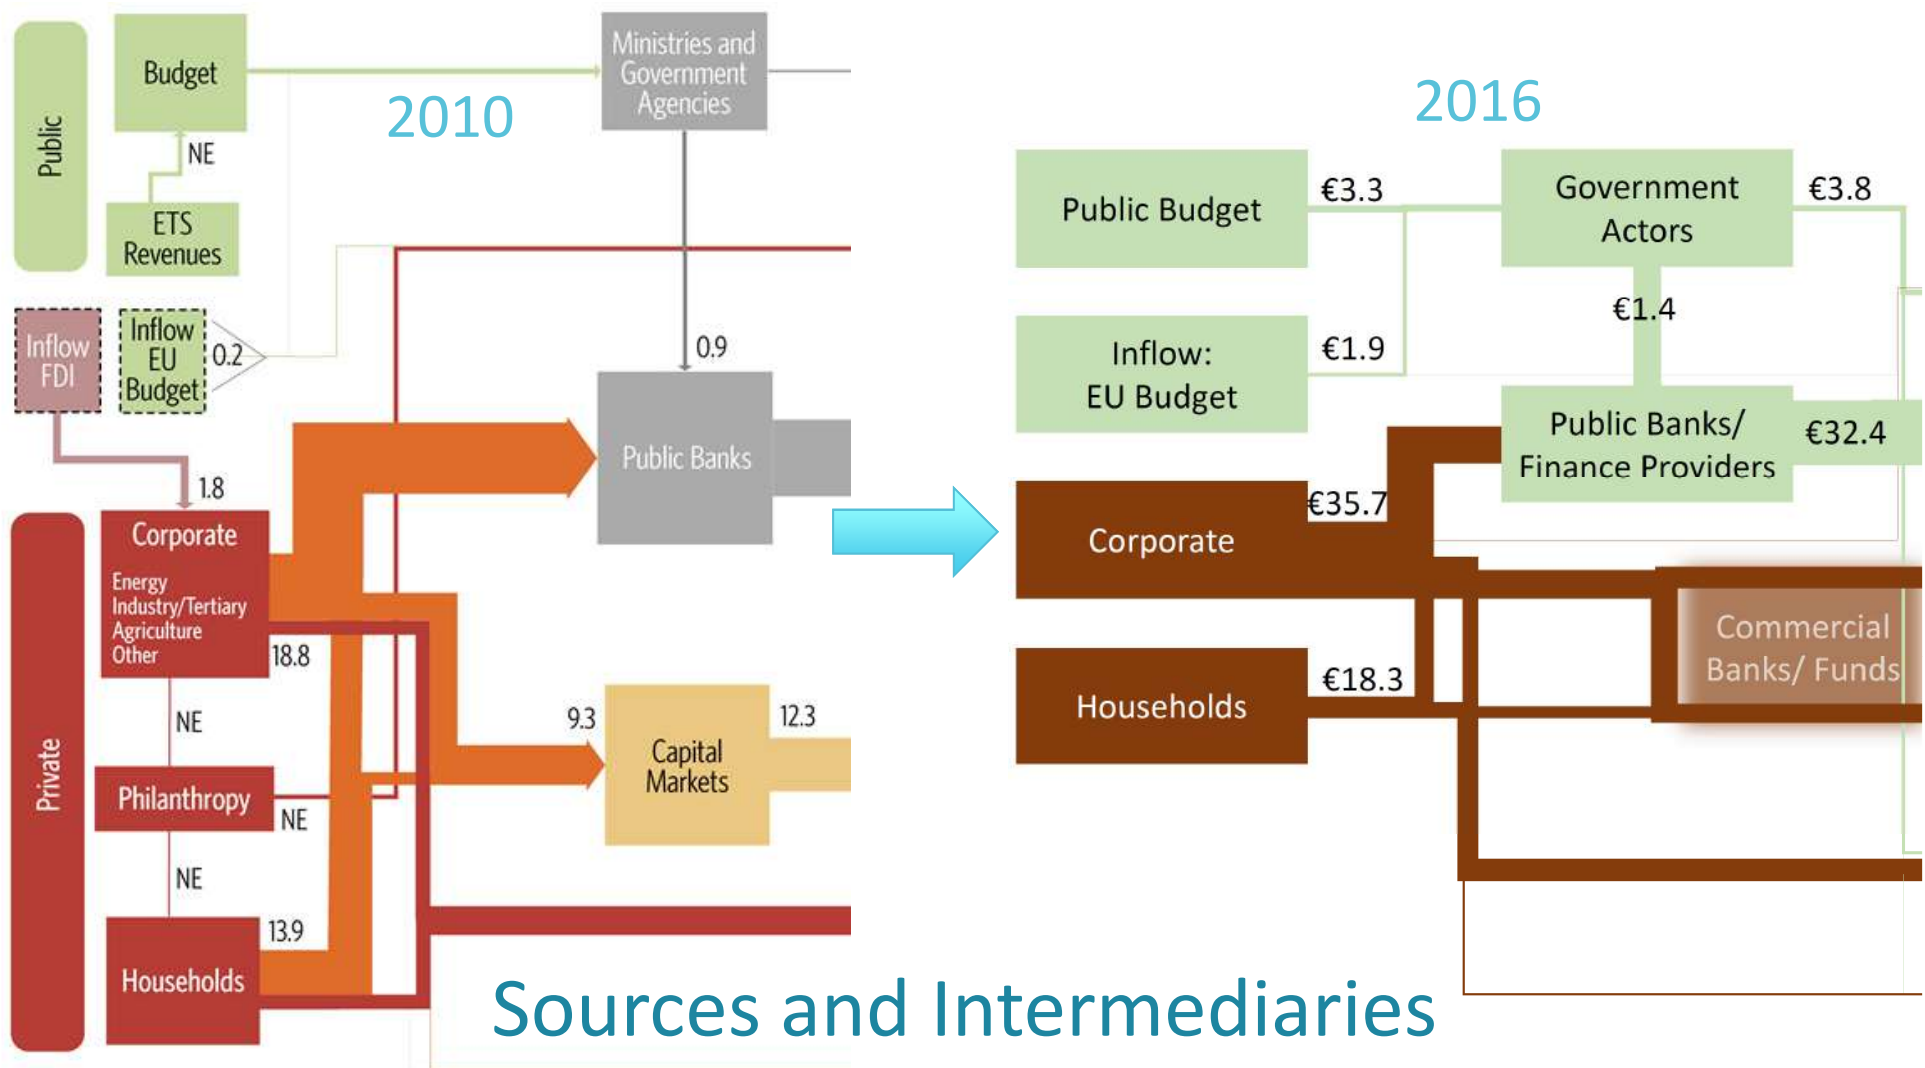 Public
Budget
NE
ETS
Revenues
2010
Ministries and
Government
Agencies
Inflow
FDI
Inflow
EU
Budget
0.2
0.9
Public Banks
1.8
Private
Corporate
Energy
Industry/Tertiary
Agriculture
Other
18.8
NE
Philanthropy
NE
NE
Households
13.9
9.3
Capital
Markets
12.3
2016
Public Budget
€3.3
Government
Actors
€3.8
Inflow:
EU Budget
€1.9
€1.4
Public Banks/
Finance Providers
€32.4
Corporate
€35.7
Commercial
Banks/ Funds
Households
€18.3
Sources and Intermediaries